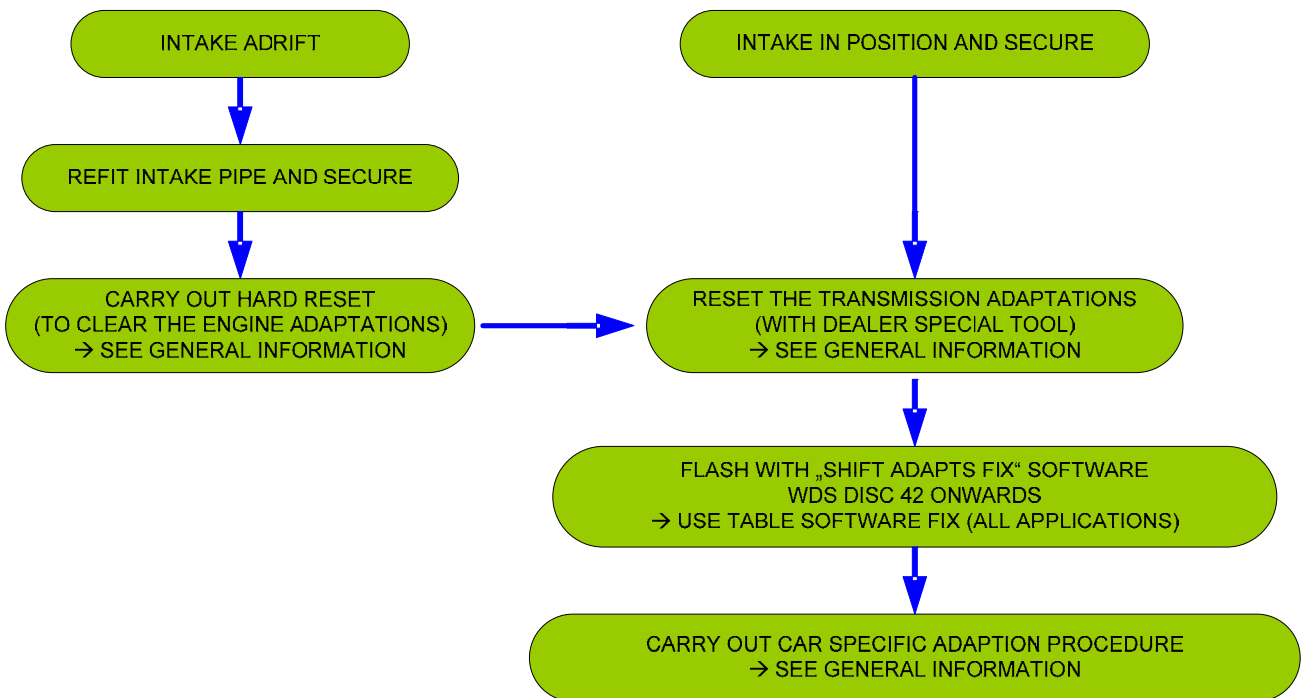 INTAKE ADRIFT
INTAKE IN POSITION AND SECURE
REFIT INTAKE PIPE AND SECURE
CARRY OUT HARD RESET
(TO CLEAR THE ENGINE ADAPTATIONS)
→ SEE GENERAL INFORMATION
RESET THE TRANSMISSION ADAPTATIONS
(WITH DEALER SPECIAL TOOL)
→ SEE GENERAL INFORMATION
FLASH WITH „SHIFT ADAPTS FIX“ SOFTWARE
WDS DISC 42 ONWARDS
→ USE TABLE SOFTWARE FIX (ALL APPLICATIONS)
CARRY OUT CAR SPECIFIC ADAPTION PROCEDURE
→ SEE GENERAL INFORMATION